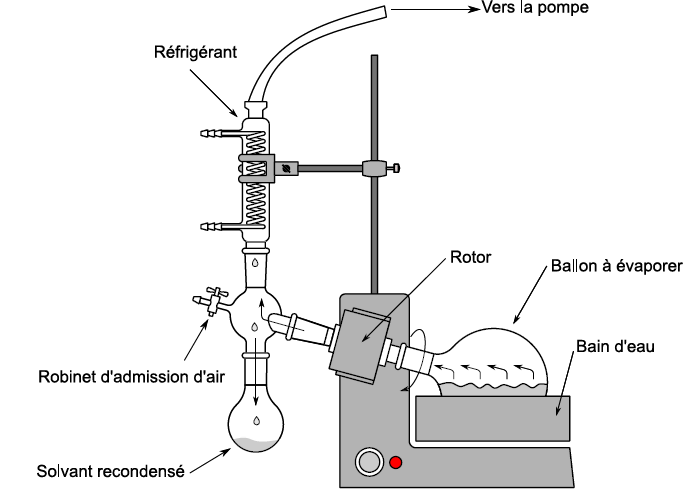 Vers la pompe
Réfrigérant
Rotor
Ballon à évaporer
Bain d'eau
Robinet d'admission d'air
Solvant recondensé